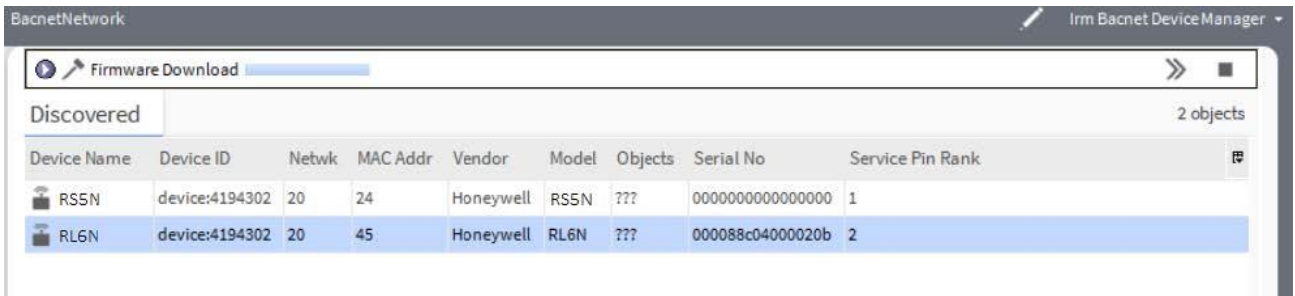 BacnetNetwork Irm Bacnet Device Manager
Firmware Download
Discovered 2 objects
Device Name Device ID Netwk MAC Addr Vendor Model Objects Serial No Service Pin Rank
RS5N device:4194302 20 24 Honeywell RS5N ??? 0000000000000000 1
RL6N device:4194302 20 45 Honeywell RL6N ??? 000088c04000020b 2